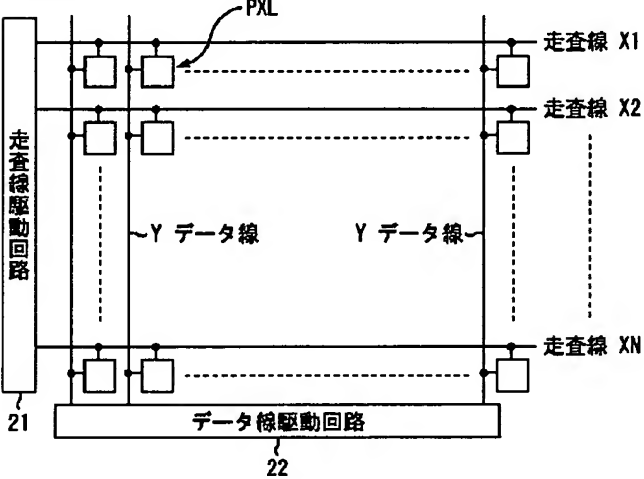 PXL
走査線 X1
走査線 X2
走査線駆動回路
Y データ線
Y データ線
走査線 XN
21
データ線駆動回路
22